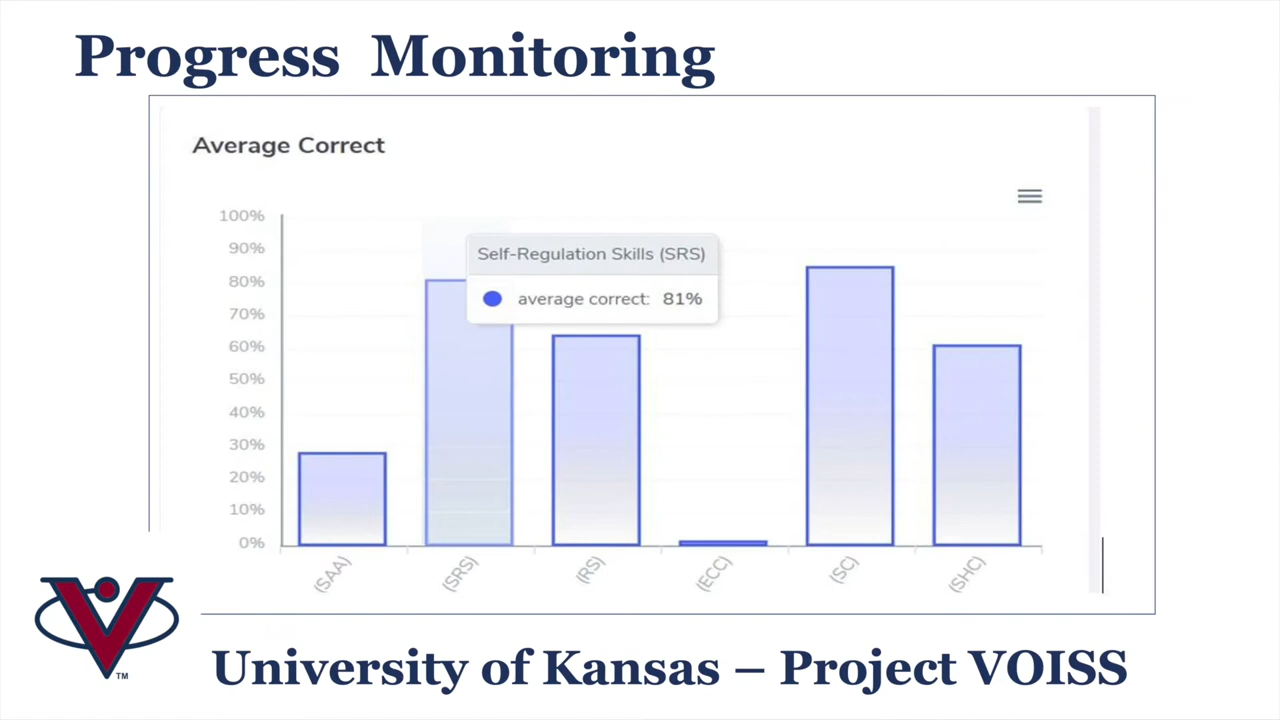 Progress Monitoring
Average Correct
100%
90%
80%
70%
60%
50%
40%
30%
20%
10%
0%
Self-Regulation Skills (SRS)
average correct: 81%
(SAA)
(SRS)
(RS)
(ECC)
(SC)
(SHC)
TM
University of Kansas – Project VOISS